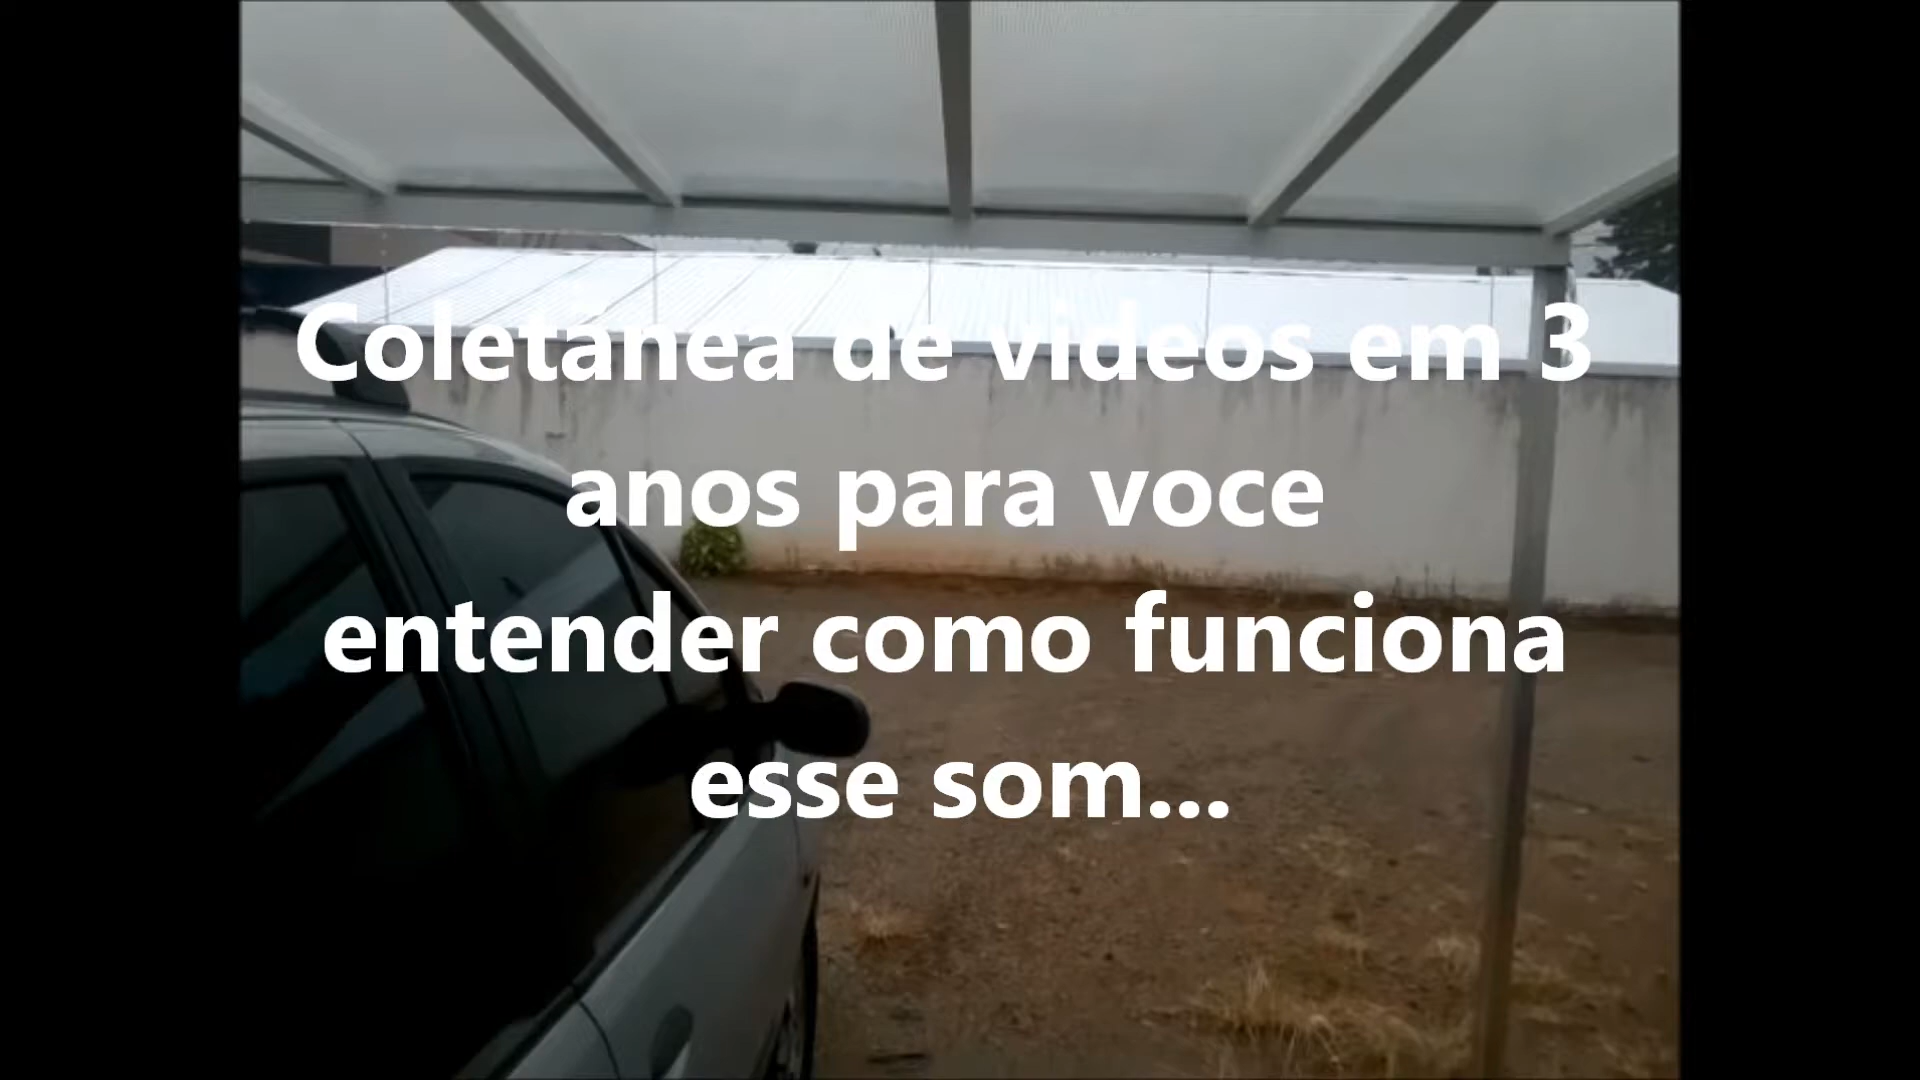 Coletanea de videos em 3
anos para voce
entender como funciona
esse som...